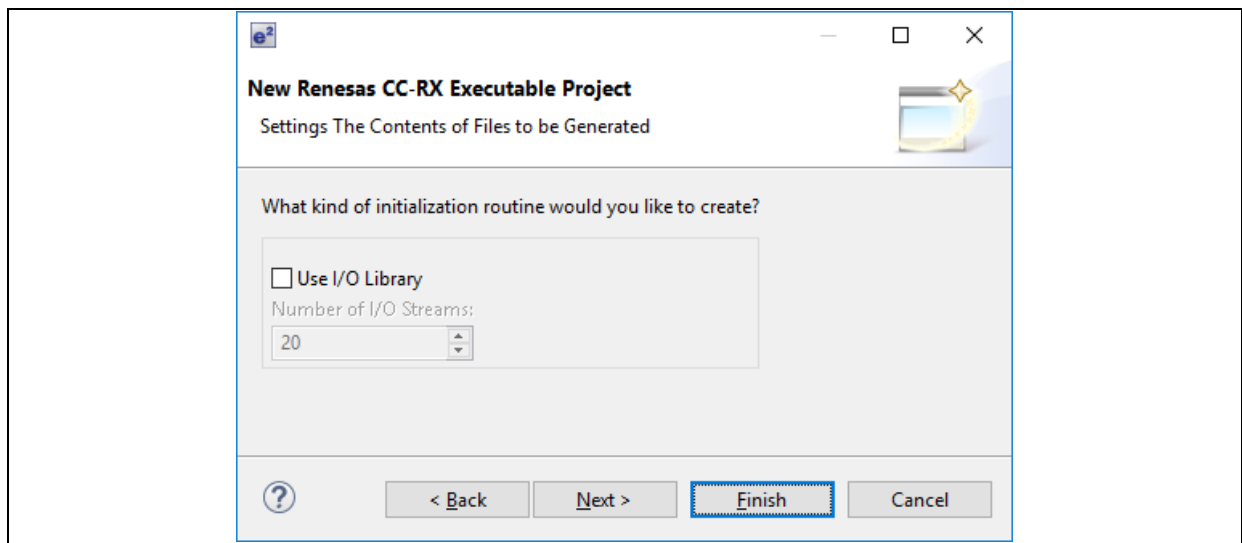 e²
New Renesas CC-RX Executable Project
Settings The Contents of Files to be Generated
What kind of initialization routine would you like to create?
Use I/O Library
Number of I/O Streams:
20
?
< Back Next > Finish Cancel